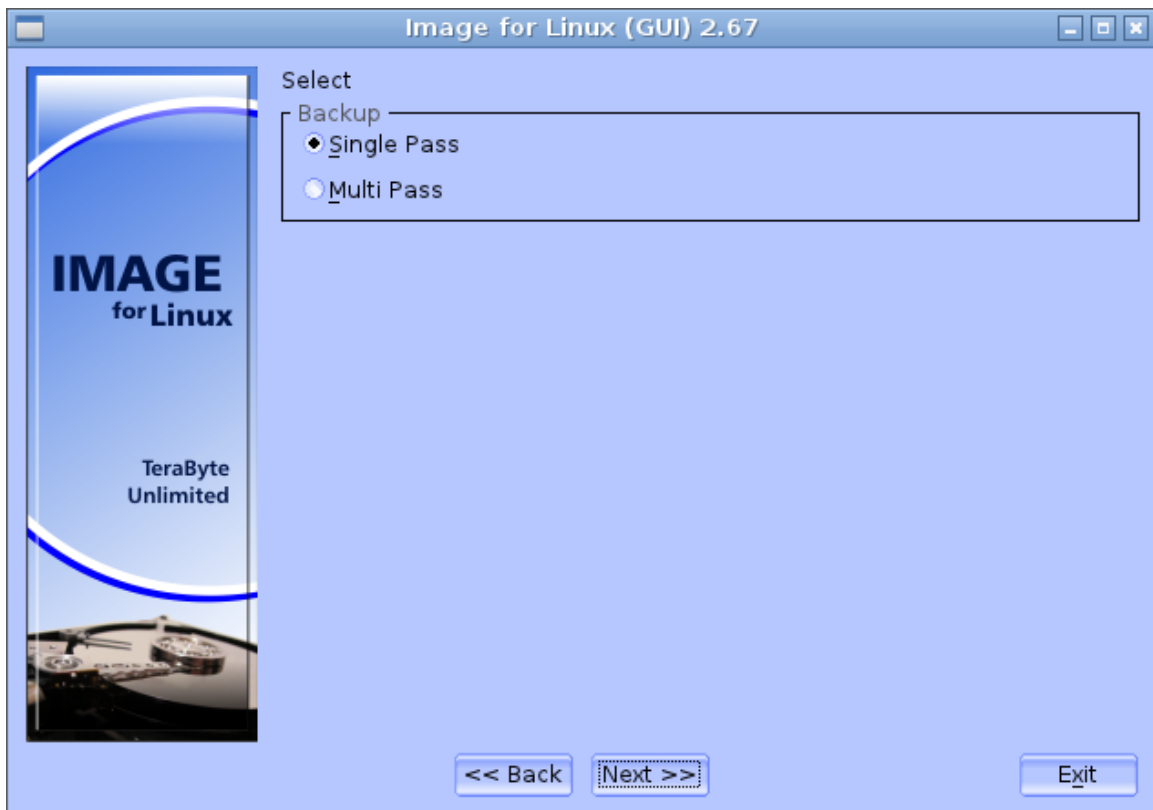 Image for Linux (GUI) 2.67
IMAGE
for Linux
TeraByte
Unlimited
Select
Backup
Single Pass
Multi Pass
<< Back
Next >>
Exit